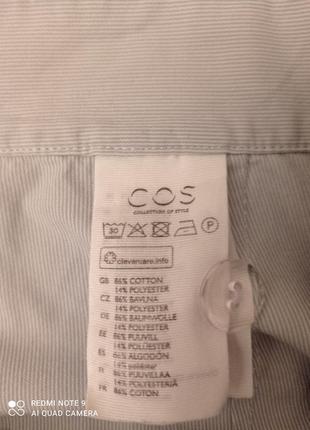 COS
COLLECTION OF STYLE
30
P
clevercare.info
GB 86% COTTON
14% POLYESTER
CZ 86% BAVLNA
14% POLYESTER
DE 86% BAUMWOLLE
14% POLYESTER
EE 86% PUUVILL
14% POLÜESTER
ES 86% ALGODÓN
14% poliéster
FI 86% PUUVILLAA
14% POLYESTERIÄ
FR 86% COTON
REDMI NOTE 9
AI QUAD CAMERA